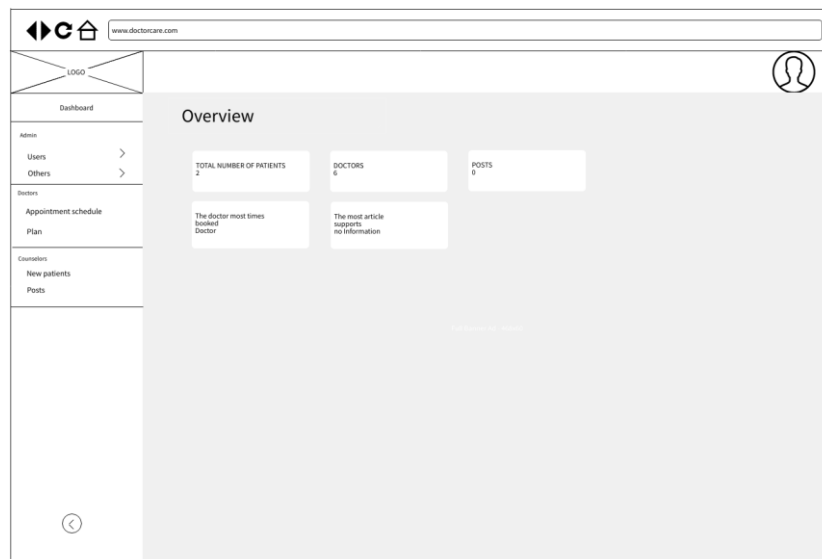 www.doctorcare.com
LOGO
Dashboard
Admin
Users
Others
Doctors
Appointment schedule
Plan
Counselors
New patients
Posts
Overview
TOTAL NUMBER OF PATIENTS
2
DOCTORS
6
POSTS
0
The doctor most times
booked
Doctor
The most article
supports
no Information